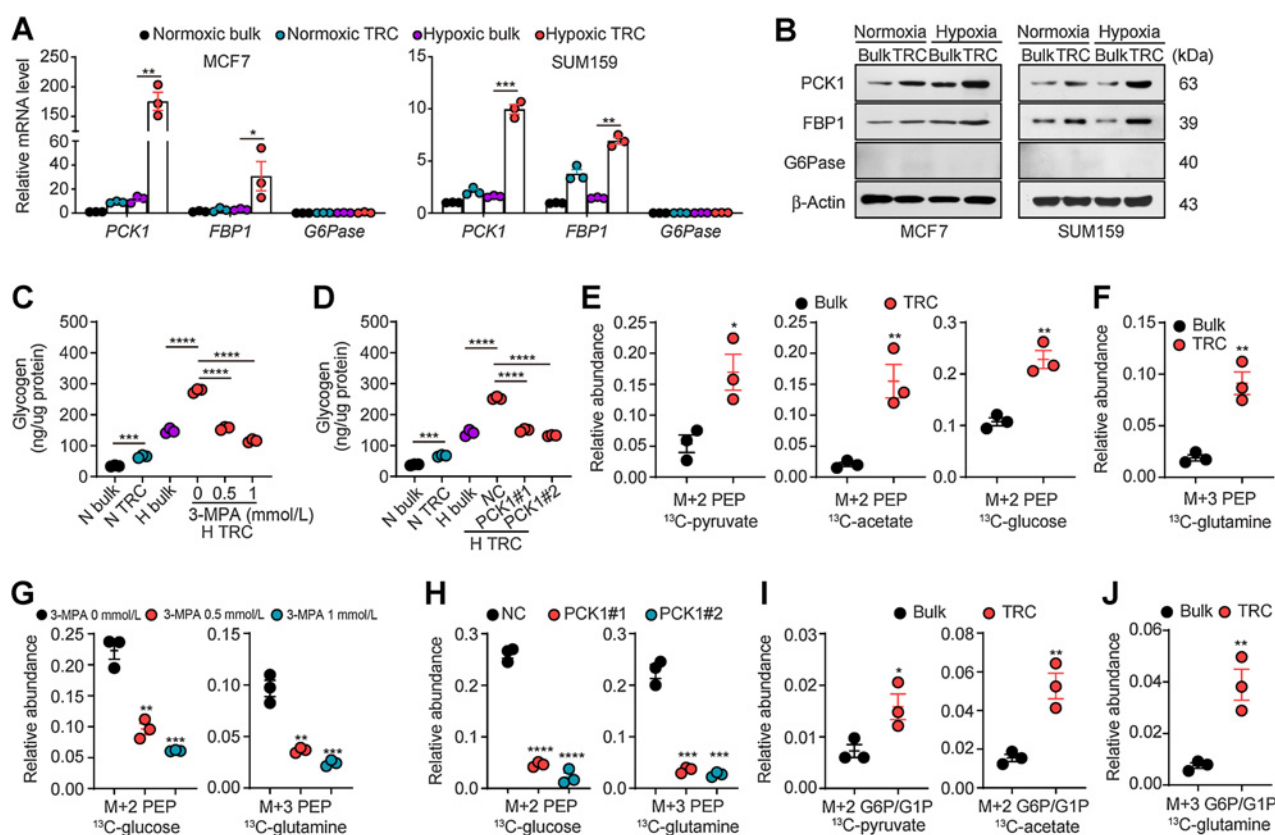 A
Normoxic bulk Normoxic TRC Hypoxic bulk Hypoxic TRC
MCF7
SUM159
Relative mRNA level
250
200
150
100
50
60
40
20
0
PCK1 FBP1 G6Pase
** *
15
10
5
0
PCK1 FBP1 G6Pase
*** **
B
Normoxia Hypoxia Normoxia Hypoxia
Bulk TRC Bulk TRC Bulk TRC Bulk TRC (kDa)
PCK1 63
FBP1 39
G6Pase 40
β-Actin 43
MCF7 SUM159
C
Glycogen
(ng/ug protein)
500
400
300
200
100
0
*** **** **** ****
N bulk N TRC H bulk 0 0.5 1
3-MPA (mmol/L)
H TRC
D
Glycogen
(ng/ug protein)
500
400
300
200
100
0
*** **** **** ****
N bulk N TRC H bulk NC PCK1#1 PCK1#2
H TRC
E
Bulk TRC
Relative abundance
0.25
0.20
0.15
0.10
0.05
0.00
*
M+2 PEP
13C-pyruvate
0.25
0.20
0.15
0.10
0.05
0.00
**
M+2 PEP
13C-acetate
0.3
0.2
0.1
0.0
**
M+2 PEP
13C-glucose
F
Bulk
TRC
Relative abundance
0.15
0.10
0.05
0.00
**
M+3 PEP
13C-glutamine
G
3-MPA 0 mmol/L 3-MPA 0.5 mmol/L 3-MPA 1 mmol/L
Relative abundance
0.25
0.20
0.15
0.10
0.05
0.00
** ***
M+2 PEP
13C-glucose
0.15
0.10
0.05
0.00
** ***
M+3 PEP
13C-glutamine
H
NC PCK1#1 PCK1#2
Relative abundance
0.3
0.2
0.1
0.0
**** ****
M+2 PEP
13C-glucose
0.3
0.2
0.1
0.0
*** ***
M+3 PEP
13C-glutamine
I
Bulk TRC
Relative abundance
0.03
0.02
0.01
0.00
*
M+2 G6P/G1P
13C-pyruvate
0.08
0.06
0.04
0.02
0.00
**
M+2 G6P/G1P
13C-acetate
J
Bulk TRC
Relative abundance
0.06
0.04
0.02
0.00
**
M+3 G6P/G1P
13C-glutamine